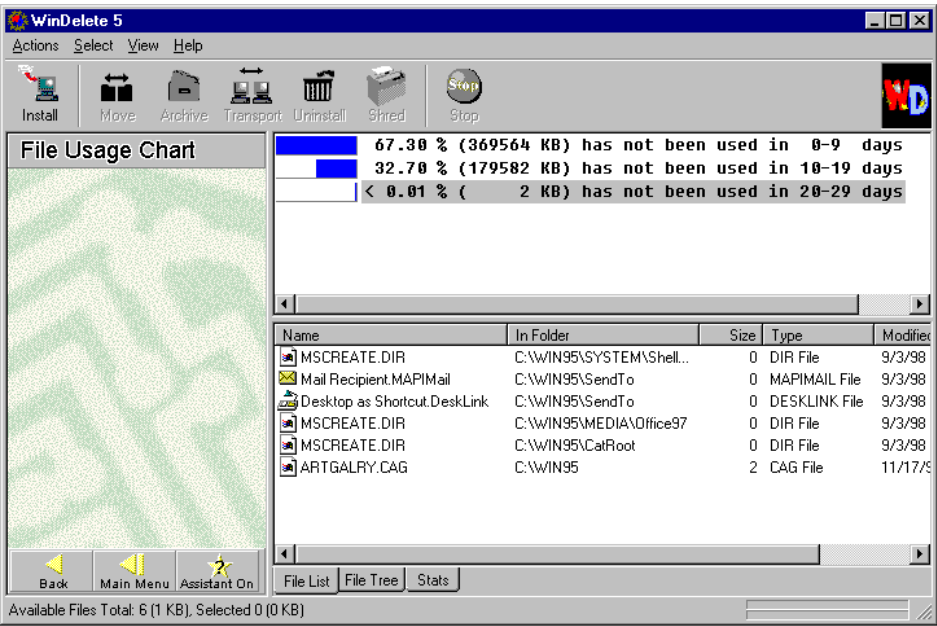 WinDelete 5
Actions Select View Help
Install Move Archive Transport Uninstall Shred Stop
Stop
WD
File Usage Chart
67.30 % (369564 KB) has not been used in 0-9 days
32.70 % (179582 KB) has not been used in 10-19 days
< 0.01 % ( 2 KB) has not been used in 20-29 days
Name In Folder Size Type Modified
MSCREATE.DIR C:\WIN95\SYSTEM\Shell... 0 DIR File 9/3/98
Mail Recipient.MAPIMail C:\WIN95\SendTo 0 MAPIMAIL File 9/3/98
Desktop as Shortcut.DeskLink C:\WIN95\SendTo 0 DESKLINK File 9/3/98
MSCREATE.DIR C:\WIN95\MEDIA\Office97 0 DIR File 9/3/98
MSCREATE.DIR C:\WIN95\CatRoot 0 DIR File 9/3/98
ARTGALRY.CAG C:\WIN95 2 CAG File 11/17/9
Back Main Menu Assistant On
File List File Tree Stats
Available Files Total: 6 (1 KB), Selected 0 (0 KB)